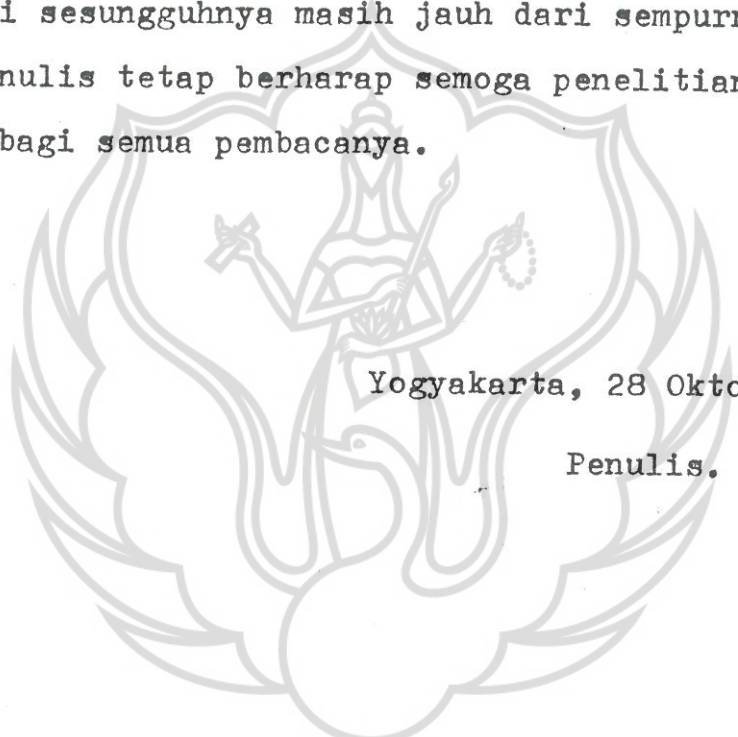 i sesungguhnya masih jauh dari sempurn
nulis tetap berharap semoga penelitian
bagi semua pembacanya.
Yogyakarta, 28 Okto
Penulis.